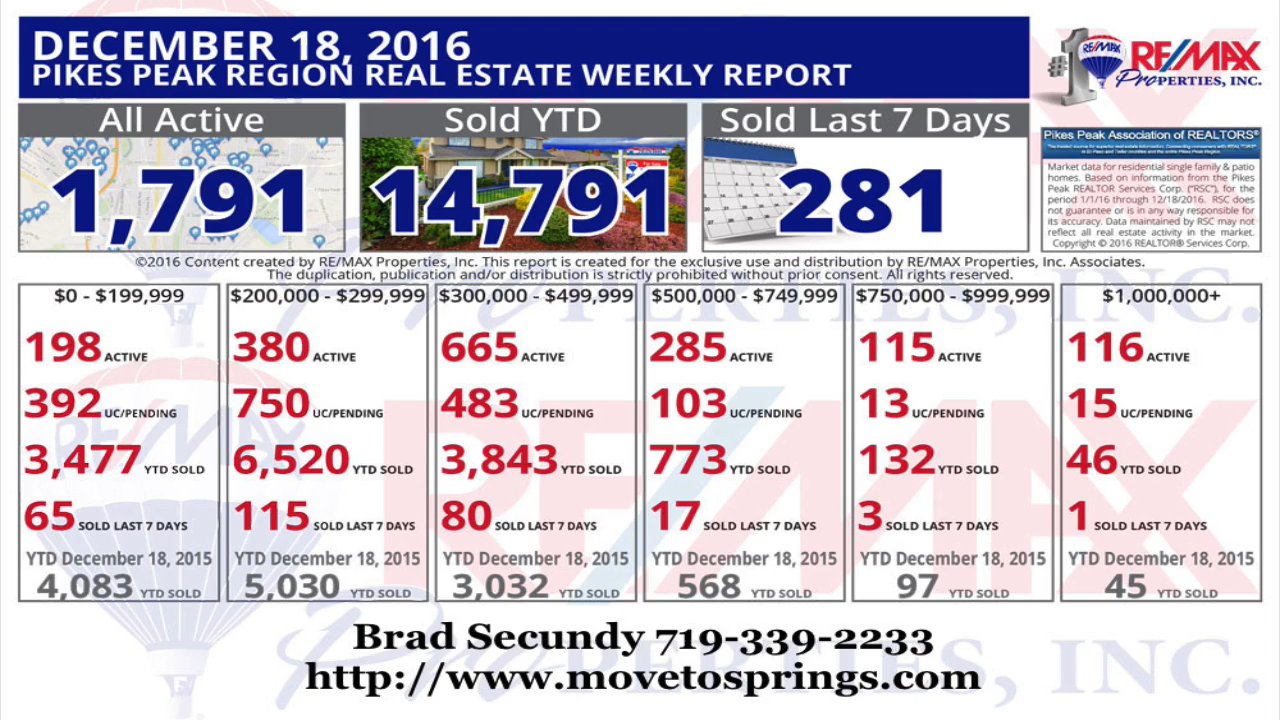 DECEMBER 18, 2016
PIKES PEAK REGION REAL ESTATE WEEKLY REPORT
#1
RE/MAX
RE/MAX
PROPERTIES, INC.
All Active
1,791
Sold YTD
14,791
Sold Last 7 Days
281
Pikes Peak Association of REALTORS®
Market data for residential single family & patio
homes. Based on information from the Pikes
Peak REALTOR Services Corp. ("RSC"), for the
period 1/1/16 through 12/18/2016. RSC does
not guarantee or is in any way responsible for
its accuracy. Data maintained by RSC may not
reflect all real estate activity in the market.
Copyright © 2016 REALTOR® Services Corp.
©2016 Content created by RE/MAX Properties, Inc. This report is created for the exclusive use and distribution by RE/MAX Properties, Inc. Associates.
The duplication, publication and/or distribution is strictly prohibited without prior consent. All rights reserved.
$0 - $199,999
198 ACTIVE
392 UC/PENDING
3,477 YTD SOLD
65 SOLD LAST 7 DAYS
YTD December 18, 2015
4,083 YTD SOLD
$200,000 - $299,999
380 ACTIVE
750 UC/PENDING
6,520 YTD SOLD
115 SOLD LAST 7 DAYS
YTD December 18, 2015
5,030 YTD SOLD
$300,000 - $499,999
665 ACTIVE
483 UC/PENDING
3,843 YTD SOLD
80 SOLD LAST 7 DAYS
YTD December 18, 2015
3,032 YTD SOLD
$500,000 - $749,999
285 ACTIVE
103 UC/PENDING
773 YTD SOLD
17 SOLD LAST 7 DAYS
YTD December 18, 2015
568 YTD SOLD
$750,000 - $999,999
115 ACTIVE
13 UC/PENDING
132 YTD SOLD
3 SOLD LAST 7 DAYS
YTD December 18, 2015
97 YTD SOLD
$1,000,000+
116 ACTIVE
15 UC/PENDING
46 YTD SOLD
1 SOLD LAST 7 DAYS
YTD December 18, 2015
45 YTD SOLD
Brad Secundy 719-339-2233
http://www.movetosprings.com